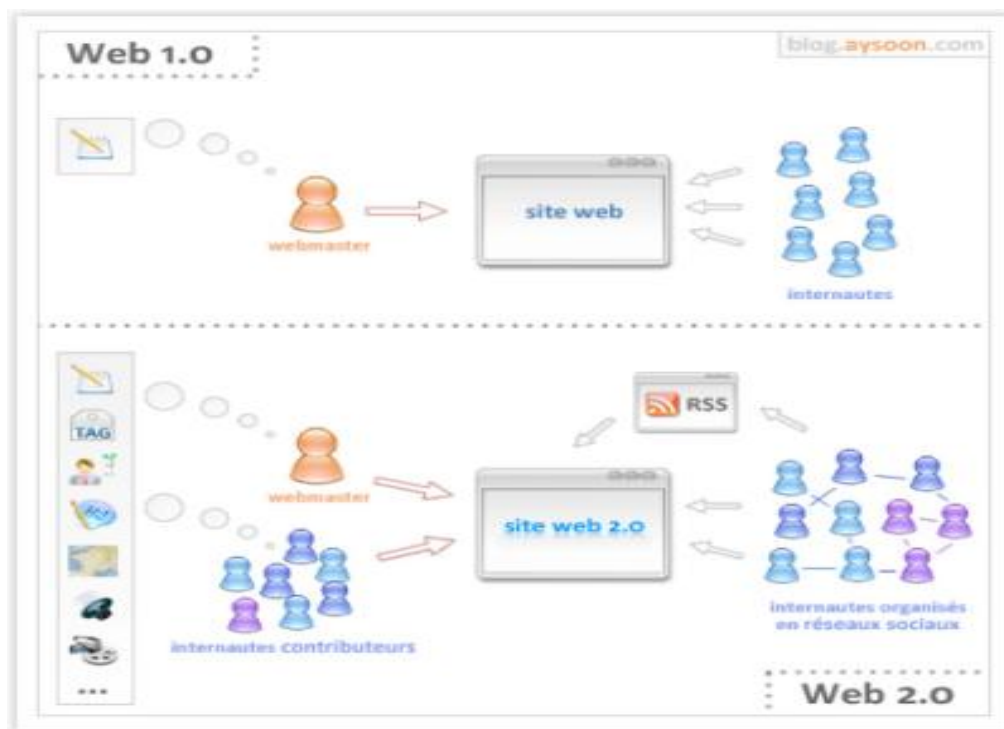 Web 1.0
blog.aysoon.com
webmaster
site web
internautes
TAG
RSS
webmaster
site web 2.0
internautes contributeurs
internautes organisés
en réseaux sociaux
...
Web 2.0